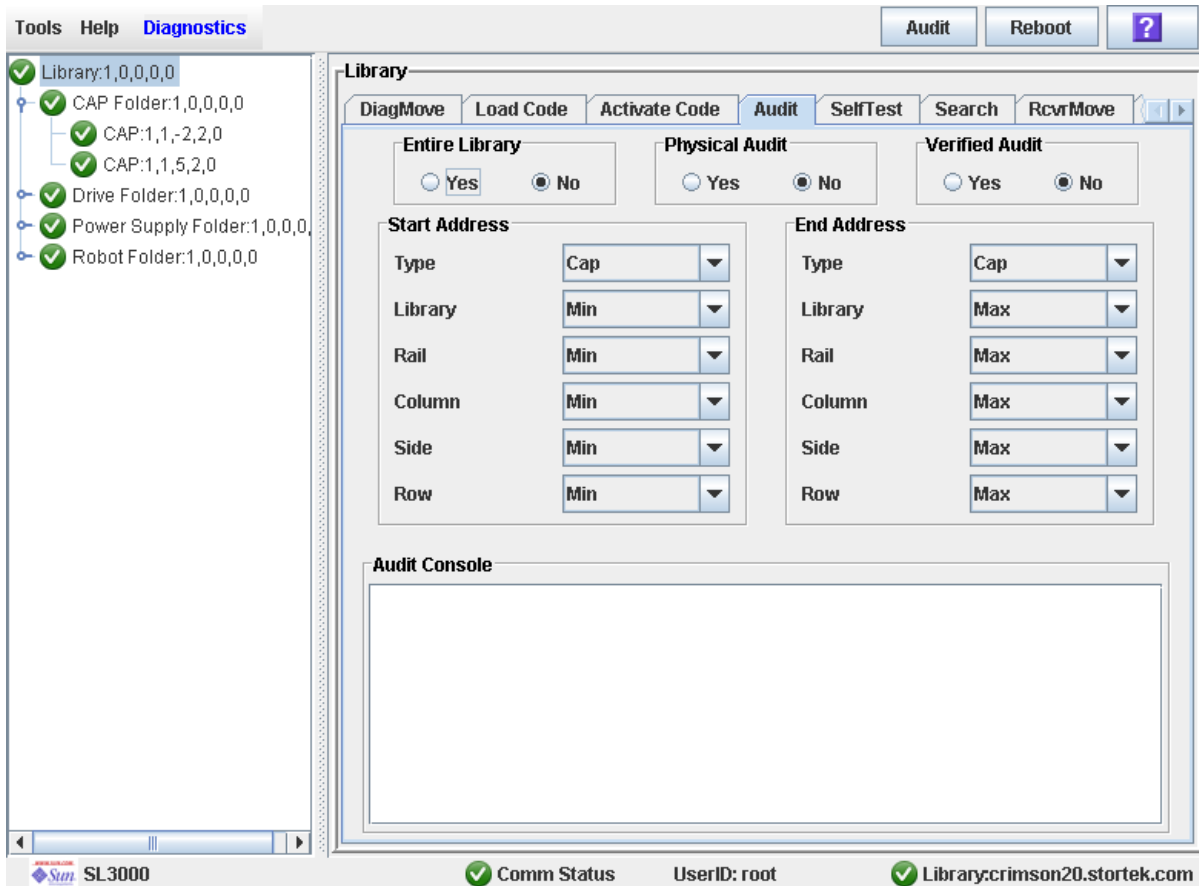 Tools Help Diagnostics
Audit Reboot ?
Library:1,0,0,0,0
CAP Folder:1,0,0,0,0
CAP:1,1,-2,2,0
CAP:1,1,5,2,0
Drive Folder:1,0,0,0,0
Power Supply Folder:1,0,0,0,
Robot Folder:1,0,0,0,0
Library
DiagMove Load Code Activate Code Audit SelfTest Search RcvrMove
Entire Library Physical Audit Verified Audit
Yes No Yes No Yes No
Start Address End Address
Type Cap Type Cap
Library Min Library Max
Rail Min Rail Max
Column Min Column Max
Side Min Side Max
Row Min Row Max
Audit Console
www.sun.com
Sun SL3000 Comm Status UserID: root Library:crimson20.stortek.com